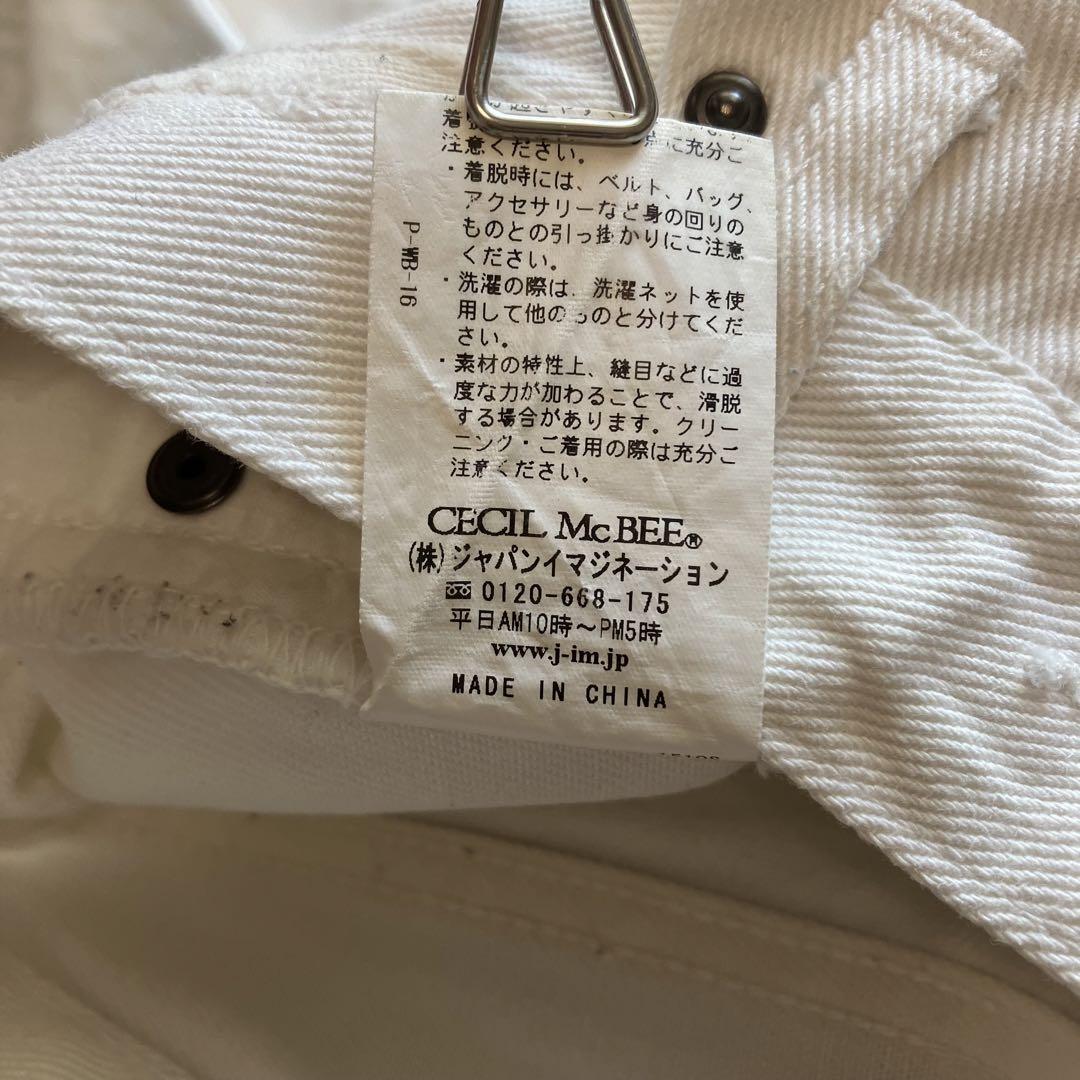 着
点に充分ご
注意ください。
・着脱時には、ベルト、バッグ、
アクセサリーなど身の回りの
ものとの引っ掛かりにご注意
ください。
・洗濯の際は、洗濯ネットを使
用して他のものと分けてくだ
さい。
・素材の特性上、縫目などに過
度な力が加わることで、滑脱
する場合があります。クリー
ニング・ご着用の際は充分ご
注意ください。
CECIL McBEE®
(株)ジャパンイマジネーション
0120-668-175
平日AM10時～PM5時
www.j-im.jp
MADE IN CHINA
P-WB-16